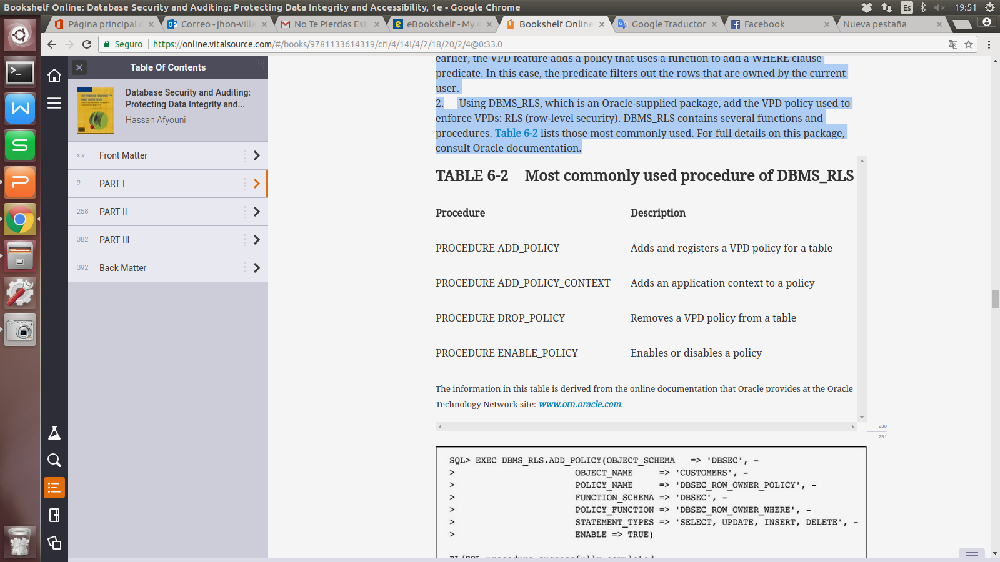 Bookshelf Online: Database Security and Auditing: Protecting Data Integrity and Accessibility, 1e - Google Chrome
Es
19:51
Página principal d
Correo - jhon-villa
No Te Pierdas Est
eBookshelf - My A
Bookshelf Online
Google Traductor
Facebook
Nueva pestaña
Seguro
https://online.vitalsource.com/#/books/9781133614319/cfi/4/14!/4/2/18/20/2/4@0:33.0
Table Of Contents
Database Security and Auditing:
Protecting Data Integrity and...
Hassan Afyouni
xiv Front Matter
2 PART I
258 PART II
382 PART III
392 Back Matter
earlier, the VPD feature adds a policy that uses a function to add a WHERE clause
predicate. In this case, the predicate filters out the rows that are owned by the current
user.
2. Using DBMS_RLS, which is an Oracle-supplied package, add the VPD policy used to
enforce VPDs: RLS (row-level security). DBMS_RLS contains several functions and
procedures. Table 6-2 lists those most commonly used. For full details on this package,
consult Oracle documentation.
TABLE 6-2 Most commonly used procedure of DBMS_RLS
Procedure Description
PROCEDURE ADD_POLICY Adds and registers a VPD policy for a table
PROCEDURE ADD_POLICY_CONTEXT Adds an application context to a policy
PROCEDURE DROP_POLICY Removes a VPD policy from a table
PROCEDURE ENABLE_POLICY Enables or disables a policy
The information in this table is derived from the online documentation that Oracle provides at the Oracle
Technology Network site: www.otn.oracle.com.
230
231
SQL> EXEC DBMS_RLS.ADD_POLICY(OBJECT_SCHEMA => 'DBSEC', -
> OBJECT_NAME => 'CUSTOMERS', -
> POLICY_NAME => 'DBSEC_ROW_OWNER_POLICY', -
> FUNCTION_SCHEMA => 'DBSEC', -
> POLICY_FUNCTION => 'DBSEC_ROW_OWNER_WHERE', -
> STATEMENT_TYPES => 'SELECT, UPDATE, INSERT, DELETE', -
> ENABLE => TRUE)
PL/SQL procedure successfully completed